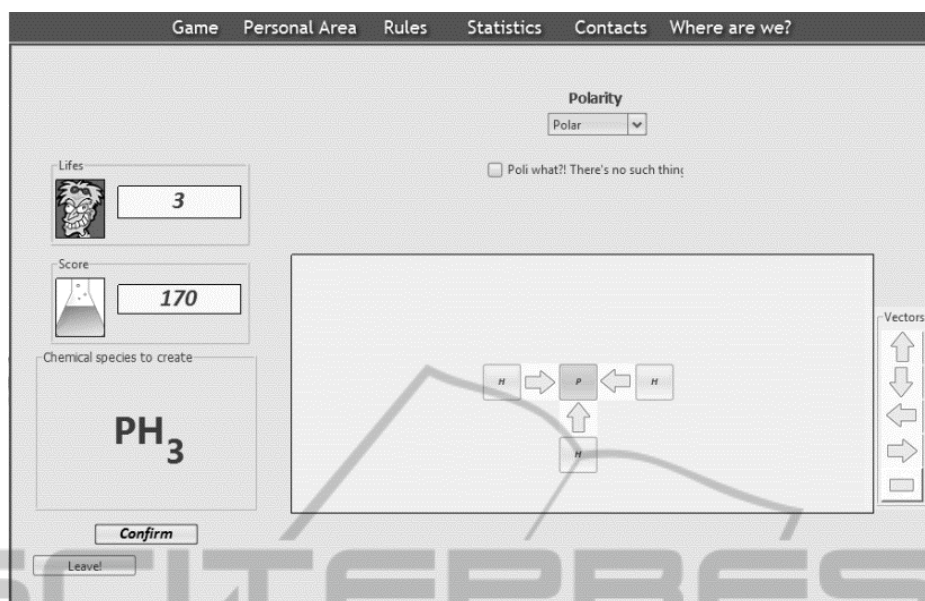 Game Personal Area Rules Statistics Contacts Where are we?
Polarity
Polar
Poli what?! There's no such thing
Lifes
3
Score
170
Vectors
Chemical species to create
H P H
PH3
H
Confirm
Leave!
SCITEPRESS